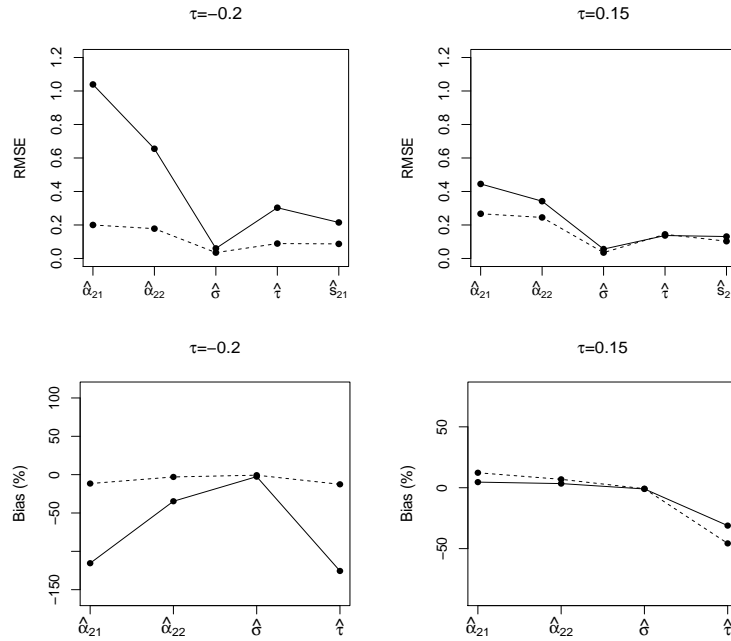 τ=−0.2
τ=0.15
RMSE
0.0 0.2 0.4 0.6 0.8 1.0 1.2
α̂₂₁ α̂₂₂ σ̂ τ̂ ŝ₂₁
RMSE
0.0 0.2 0.4 0.6 0.8 1.0 1.2
α̂₂₁ α̂₂₂ σ̂ τ̂ ŝ₂
τ=−0.2
τ=0.15
Bias (%)
−150 −50 0 50 100
α̂₂₁ α̂₂₂ σ̂ τ̂
Bias (%)
−50 0 50
α̂₂₁ α̂₂₂ σ̂ τ̂